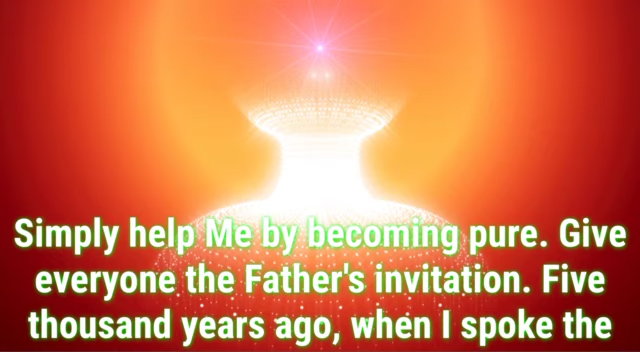 Simply help Me by becoming pure. Give
everyone the Father's invitation. Five
thousand years ago, when I spoke the